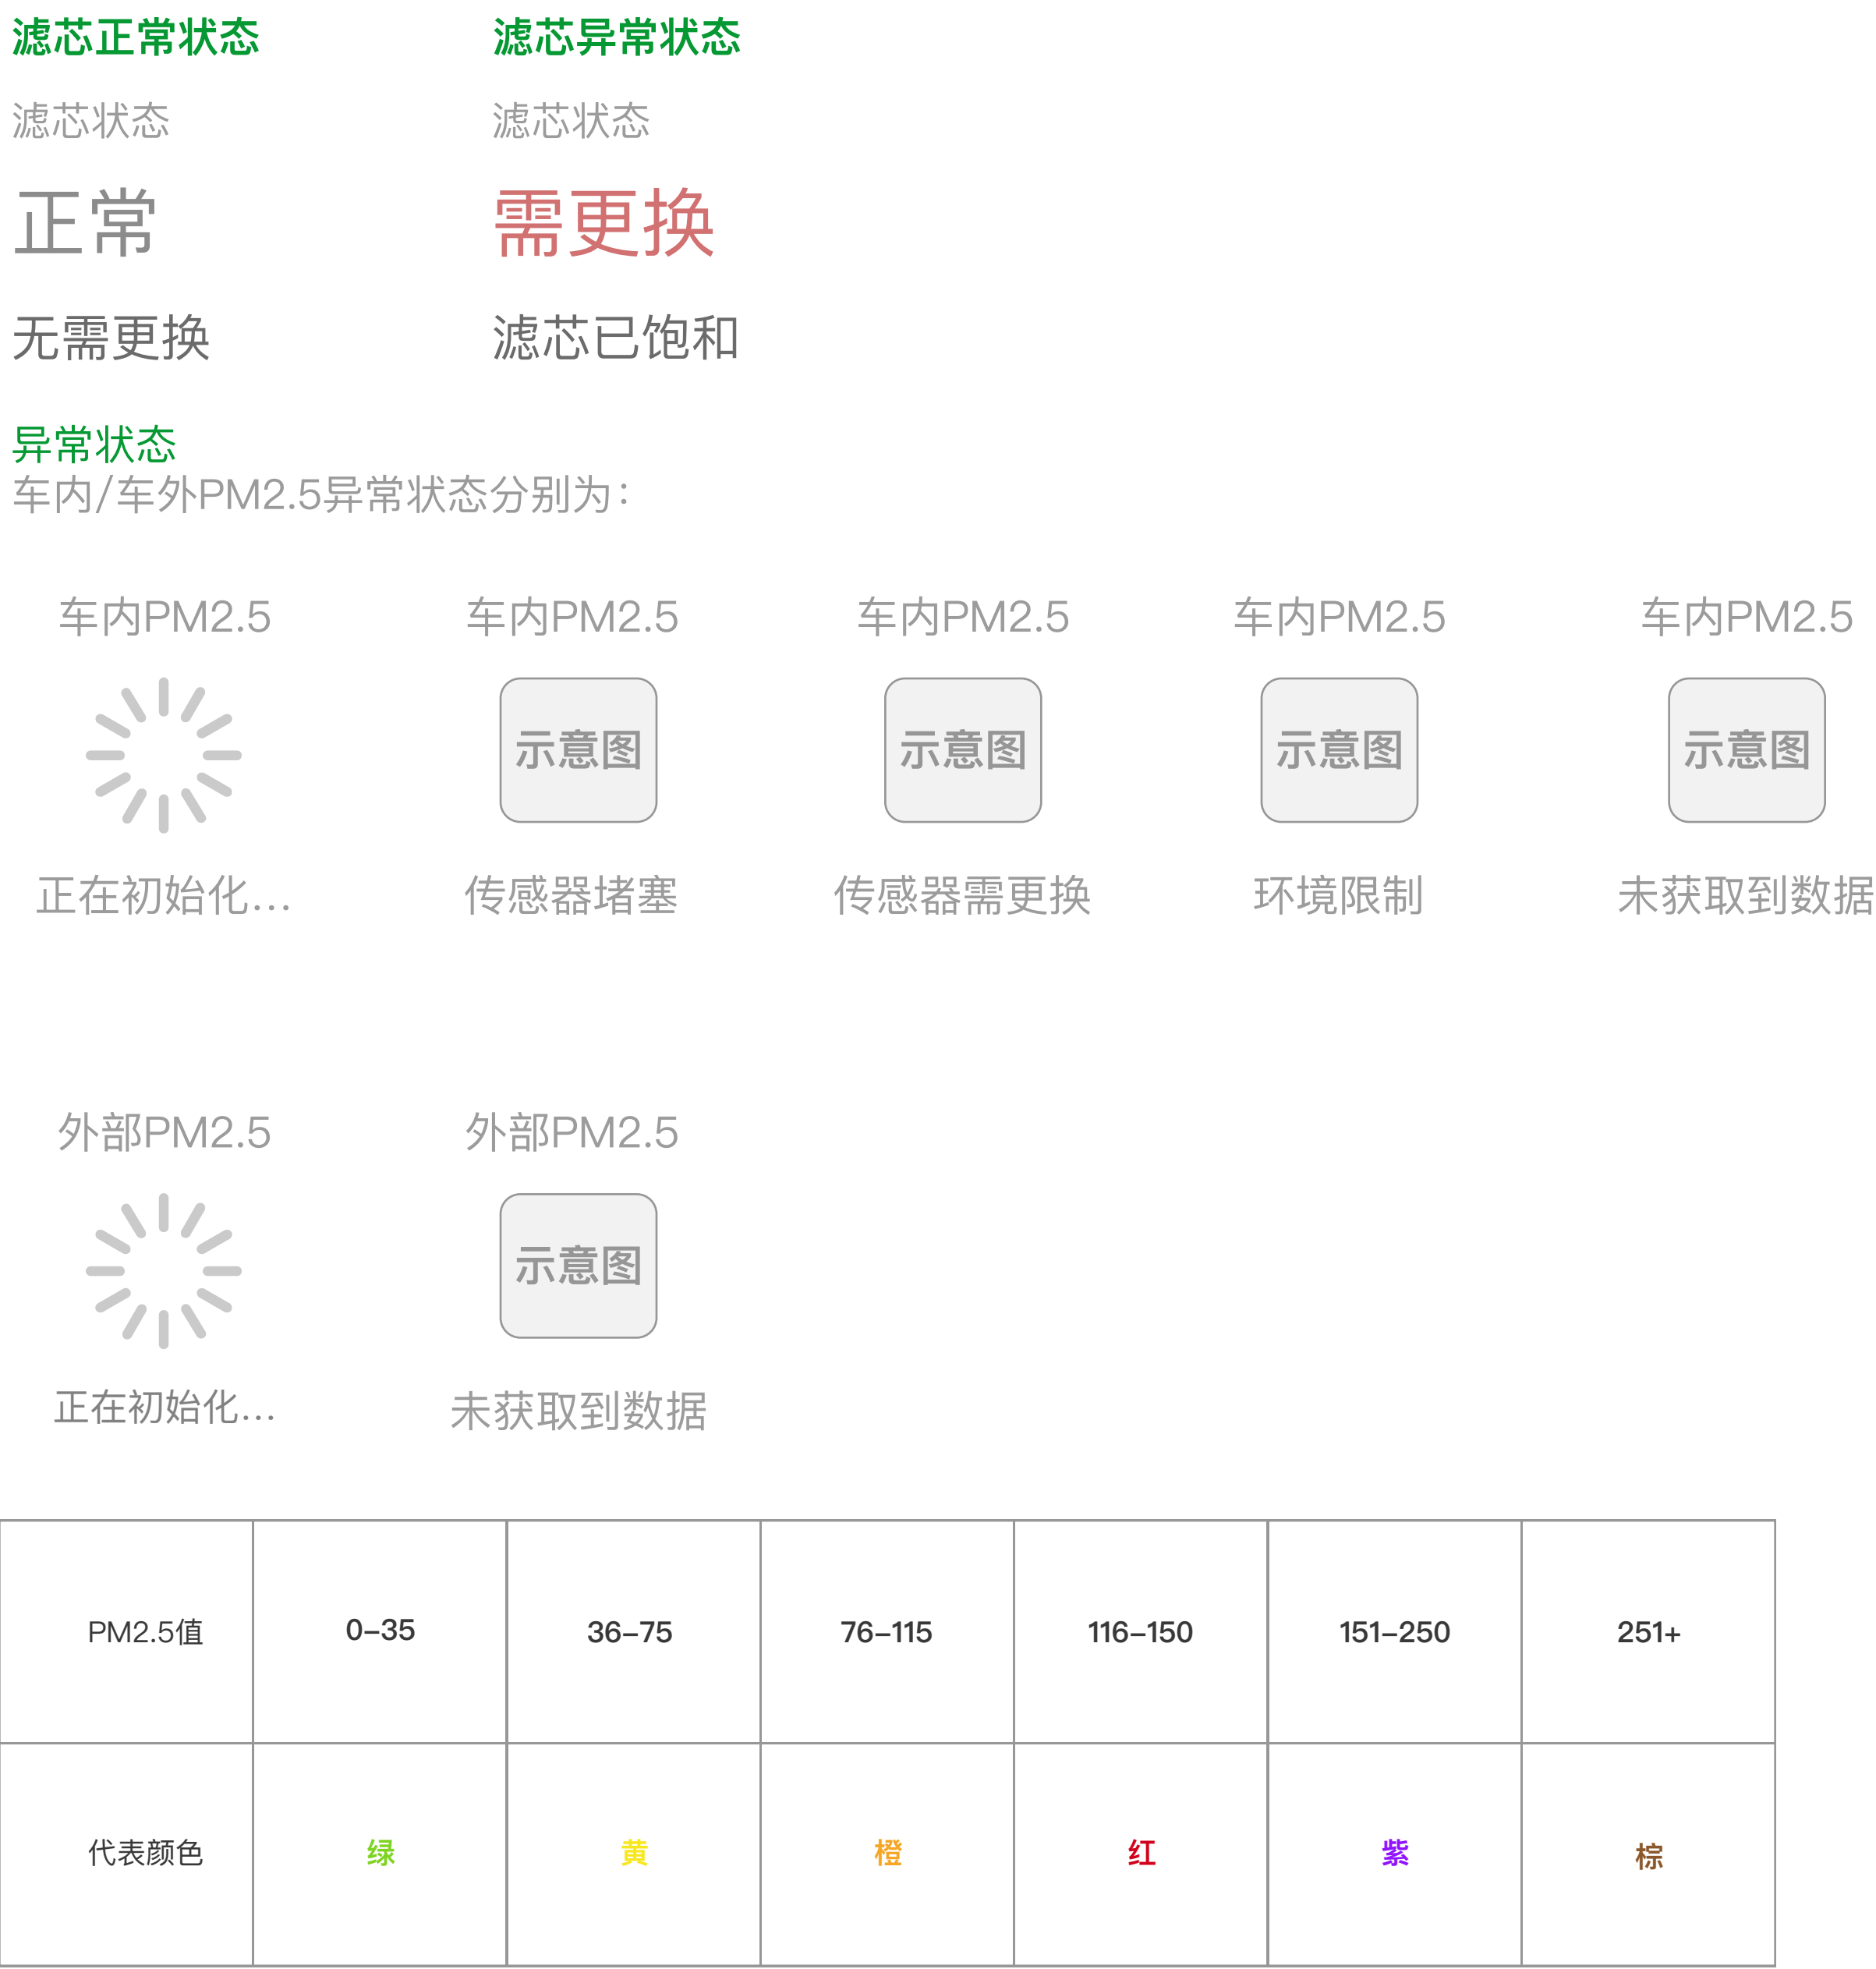 滤芯正常状态
滤芯异常状态
滤芯状态
滤芯状态
正常
需更换
无需更换
滤芯已饱和
异常状态
车内/车外PM2.5异常状态分别为：
车内PM2.5
车内PM2.5
车内PM2.5
车内PM2.5
车内PM2.5
示意图
示意图
示意图
示意图
正在初始化...
传感器堵塞
传感器需更换
环境限制
未获取到数据
外部PM2.5
外部PM2.5
示意图
正在初始化...
未获取到数据
PM2.5值
0–35
36–75
76–115
116–150
151–250
251+
代表颜色
绿
黄
橙
红
紫
棕